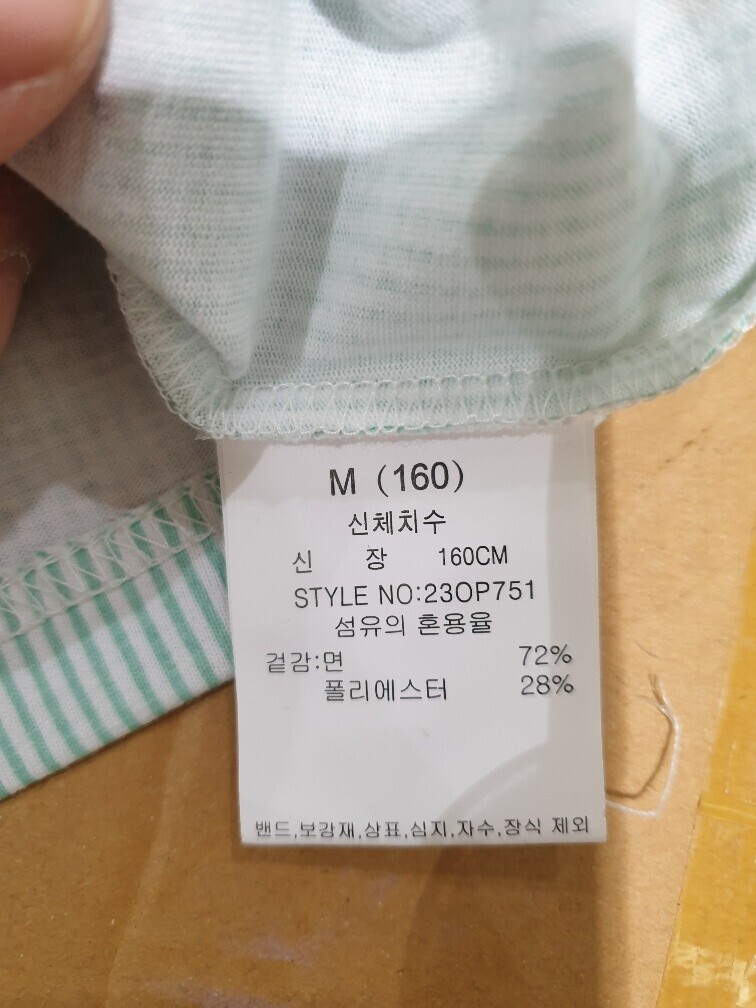 M (160)
신체치수
신 장 160CM
STYLE NO:23OP751
섬유의 혼용율
겉감:면 72%
폴리에스터 28%
밴드,보강재,상표,심지,자수,장식 제외